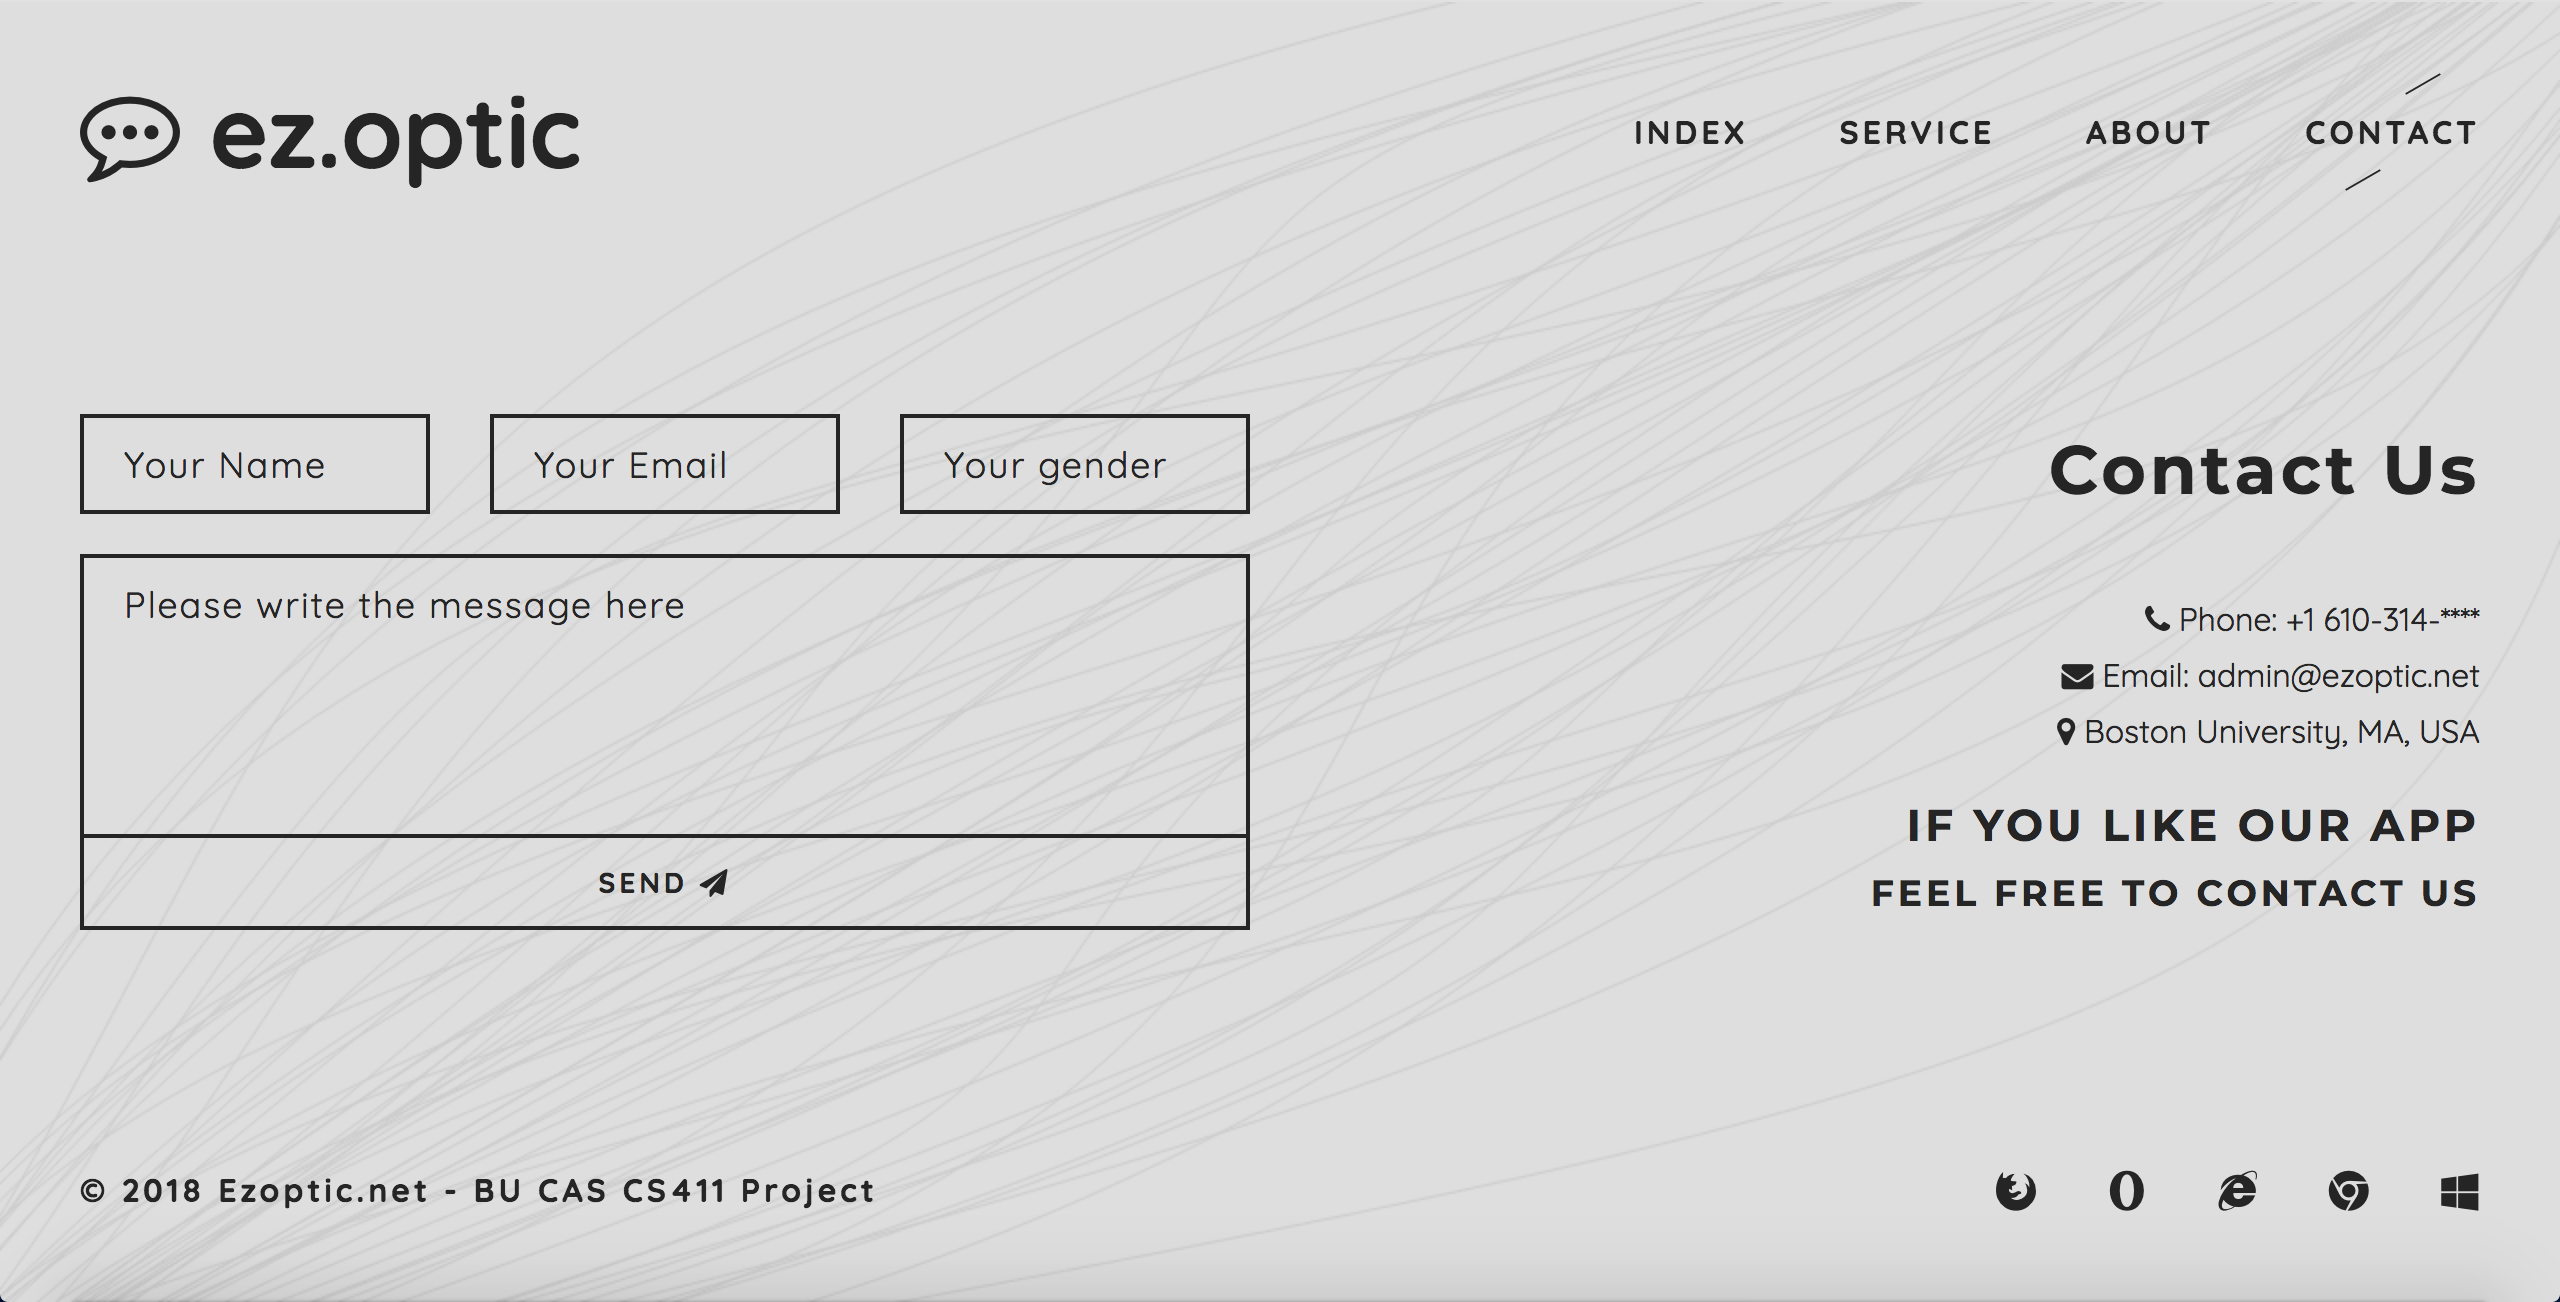 ez.optic
INDEX SERVICE ABOUT CONTACT
Your Name Your Email Your gender
Please write the message here
SEND
Contact Us
Phone: +1 610-314-****
Email: admin@ezoptic.net
Boston University, MA, USA
IF YOU LIKE OUR APP
FEEL FREE TO CONTACT US
© 2018 Ezoptic.net - BU CAS CS411 Project